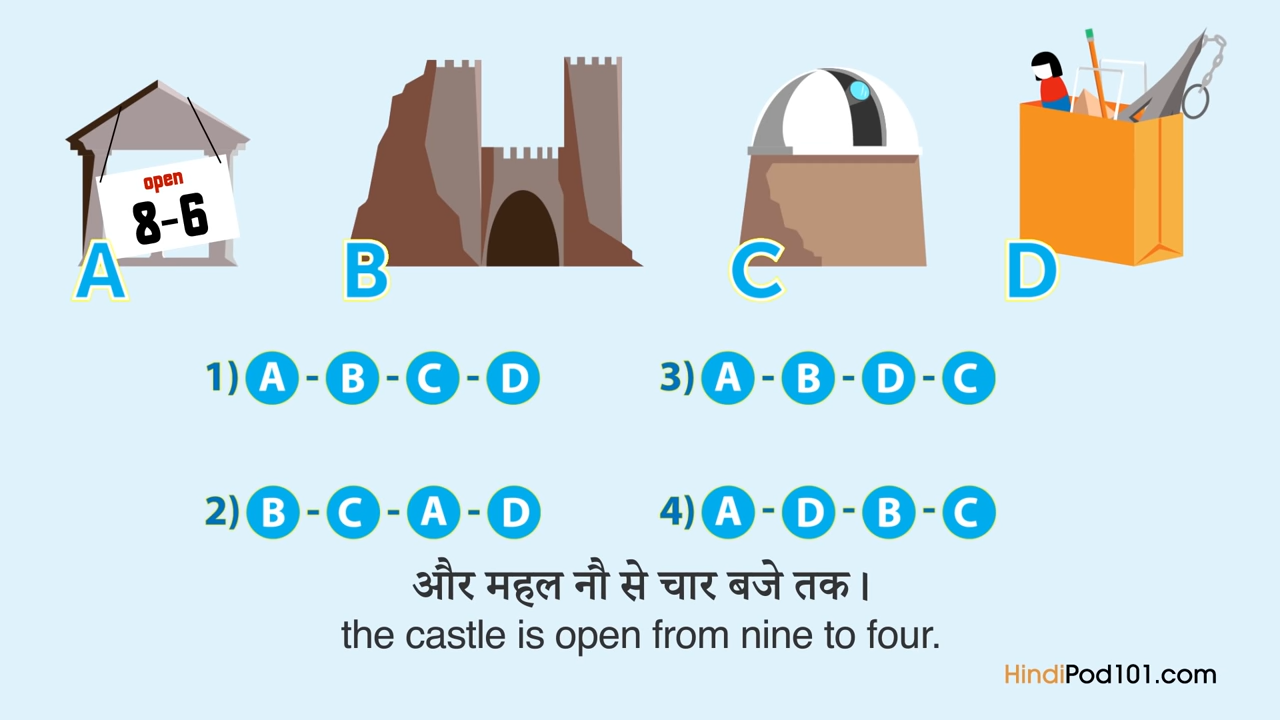 open
8-6
A B C D
1) A - B - C - D
3) A - B - D - C
2) B - C - A - D
4) A - D - B - C
और महल नौ से चार बजे तक।
the castle is open from nine to four.
HindiPod101.com